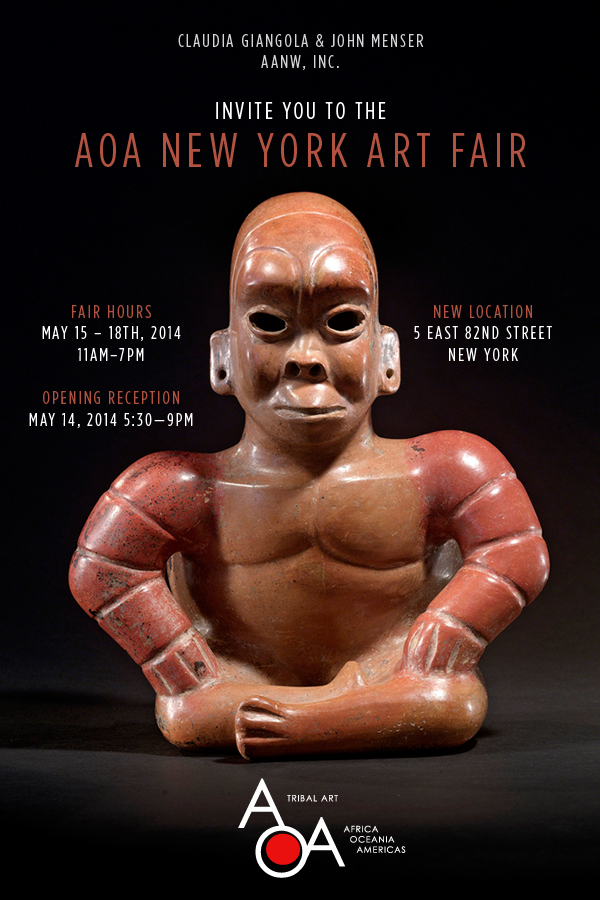 CLAUDIA GIANGOLA & JOHN MENSER
AANW, INC.
INVITE YOU TO THE
AOA NEW YORK ART FAIR
FAIR HOURS
MAY 15 – 18TH, 2014
11AM–7PM
OPENING RECEPTION
MAY 14, 2014 5:30–9PM
NEW LOCATION
5 EAST 82ND STREET
NEW YORK
AOA
TRIBAL ART
AFRICA
OCEANIA
AMERICAS